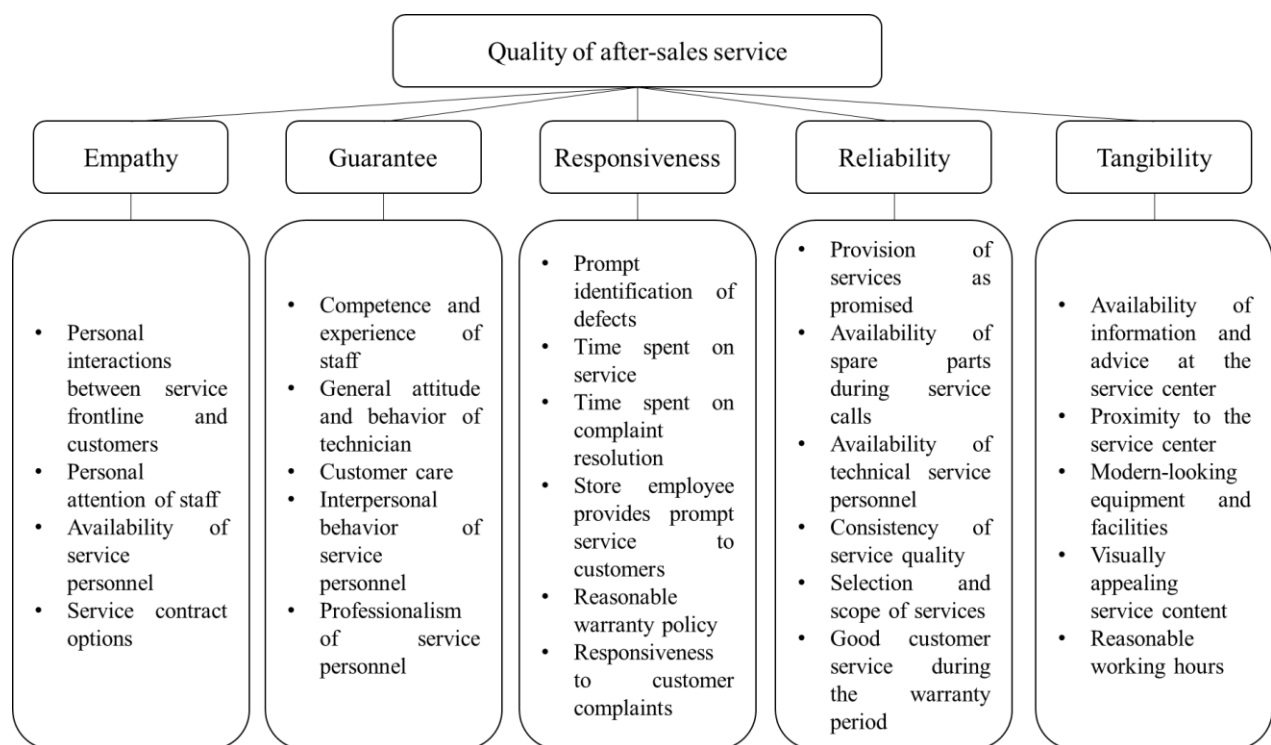 Quality of after-sales service
Empathy
Guarantee
Responsiveness
Reliability
Tangibility
• Personal
interactions
between service
frontline and
customers
• Personal
attention of staff
• Availability of
service
personnel
• Service contract
options
• Competence and
experience of
staff
• General attitude
and behavior of
technician
• Customer care
• Interpersonal
behavior of
service
personnel
• Professionalism
of service
personnel
• Prompt
identification of
defects
• Time spent on
service
• Time spent on
complaint
resolution
• Store employee
provides prompt
service to
customers
• Reasonable
warranty policy
• Responsiveness
to customer
complaints
• Provision of
services as
promised
• Availability of
spare parts
during service
calls
• Availability of
technical service
personnel
• Consistency of
service quality
• Selection and
scope of services
• Good customer
service during
the warranty
period
• Availability of
information and
advice at the
service center
• Proximity to the
service center
• Modern-looking
equipment and
facilities
• Visually
appealing
service content
• Reasonable
working hours